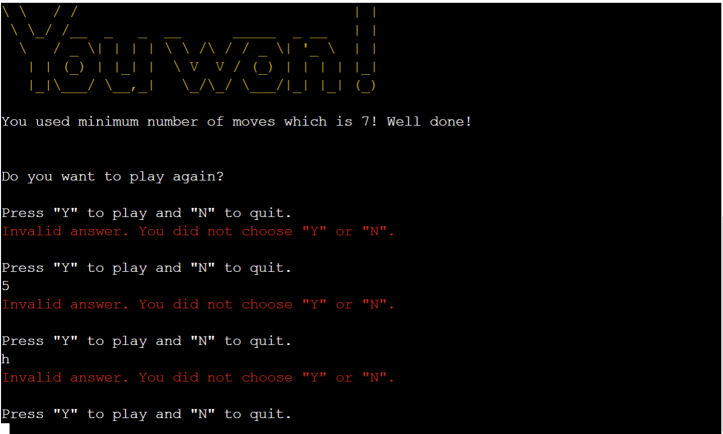 You won!
You used minimum number of moves which is 7! Well done!
Do you want to play again?
Press "Y" to play and "N" to quit.
Invalid answer. You did not choose "Y" or "N".
Press "Y" to play and "N" to quit.
5
Invalid answer. You did not choose "Y" or "N".
Press "Y" to play and "N" to quit.
h
Invalid answer. You did not choose "Y" or "N".
Press "Y" to play and "N" to quit.